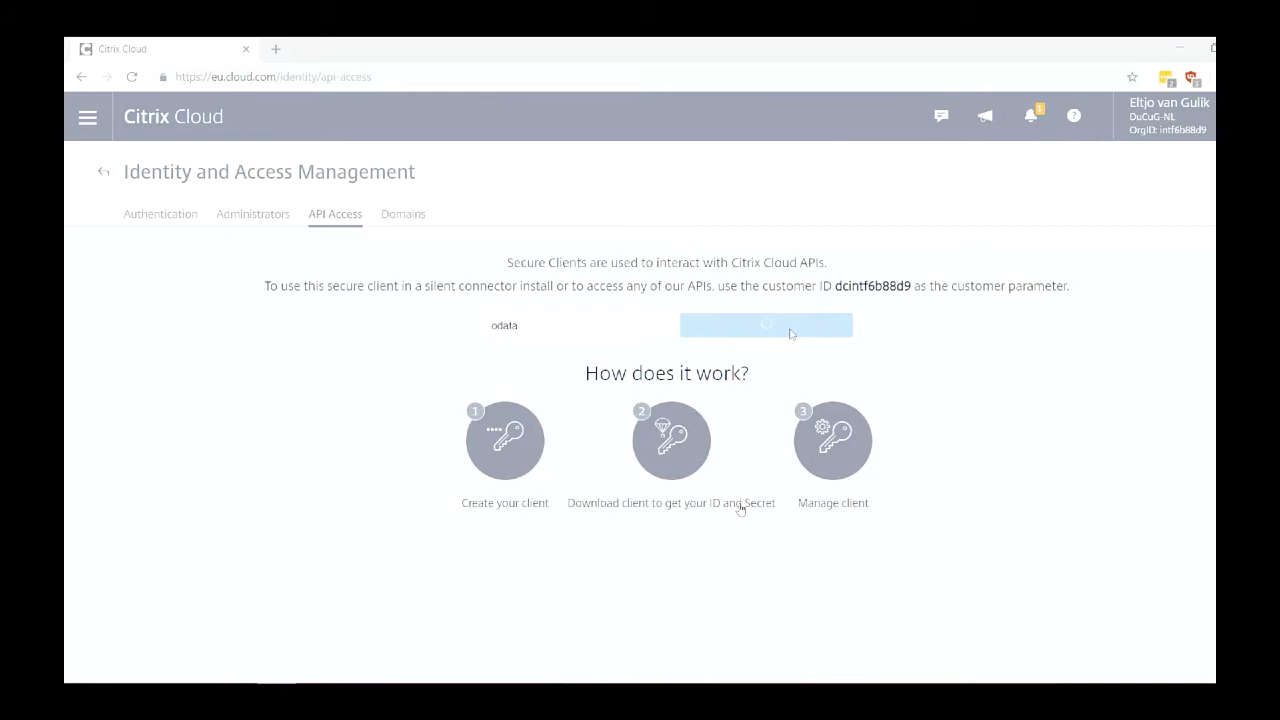 Citrix Cloud
https://eu.cloud.com/identity/api-access
2
3
Citrix Cloud
1
?
Eltjo van Gulik
DuCuG-NL
OrgID: intf6b88d9
Identity and Access Management
Authentication Administrators API Access Domains
Secure Clients are used to interact with Citrix Cloud APIs.
To use this secure client in a silent connector install or to access any of our APIs, use the customer ID dcintf6b88d9 as the customer parameter.
odata
How does it work?
1 2 3
Create your client Download client to get your ID and Secret Manage client